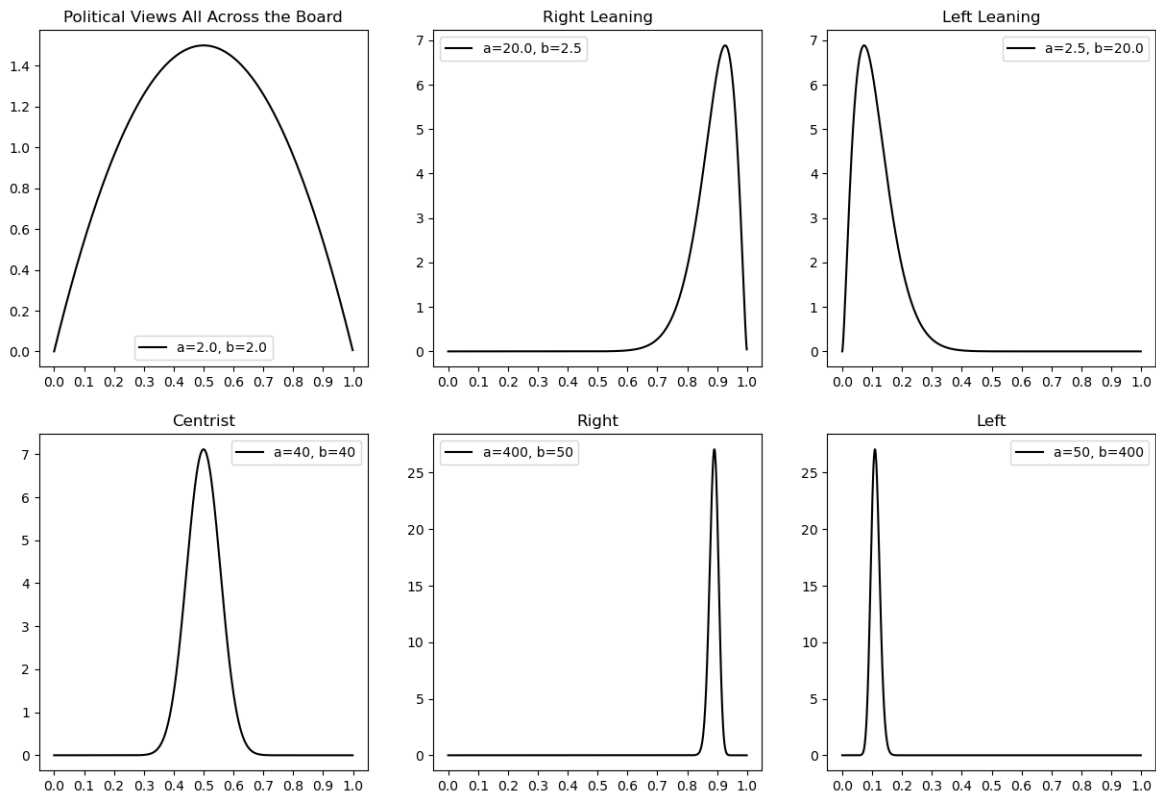 Political Views All Across the Board
1.4
1.2
1.0
0.8
0.6
0.4
0.2
0.0
a=2.0, b=2.0
0.0 0.1 0.2 0.3 0.4 0.5 0.6 0.7 0.8 0.9 1.0
Right Leaning
7
6
5
4
3
2
1
0
a=20.0, b=2.5
0.0 0.1 0.2 0.3 0.4 0.5 0.6 0.7 0.8 0.9 1.0
Left Leaning
7
6
5
4
3
2
1
0
a=2.5, b=20.0
0.0 0.1 0.2 0.3 0.4 0.5 0.6 0.7 0.8 0.9 1.0
Centrist
7
6
5
4
3
2
1
0
a=40, b=40
0.0 0.1 0.2 0.3 0.4 0.5 0.6 0.7 0.8 0.9 1.0
Right
25
20
15
10
5
0
a=400, b=50
0.0 0.1 0.2 0.3 0.4 0.5 0.6 0.7 0.8 0.9 1.0
Left
25
20
15
10
5
0
a=50, b=400
0.0 0.1 0.2 0.3 0.4 0.5 0.6 0.7 0.8 0.9 1.0